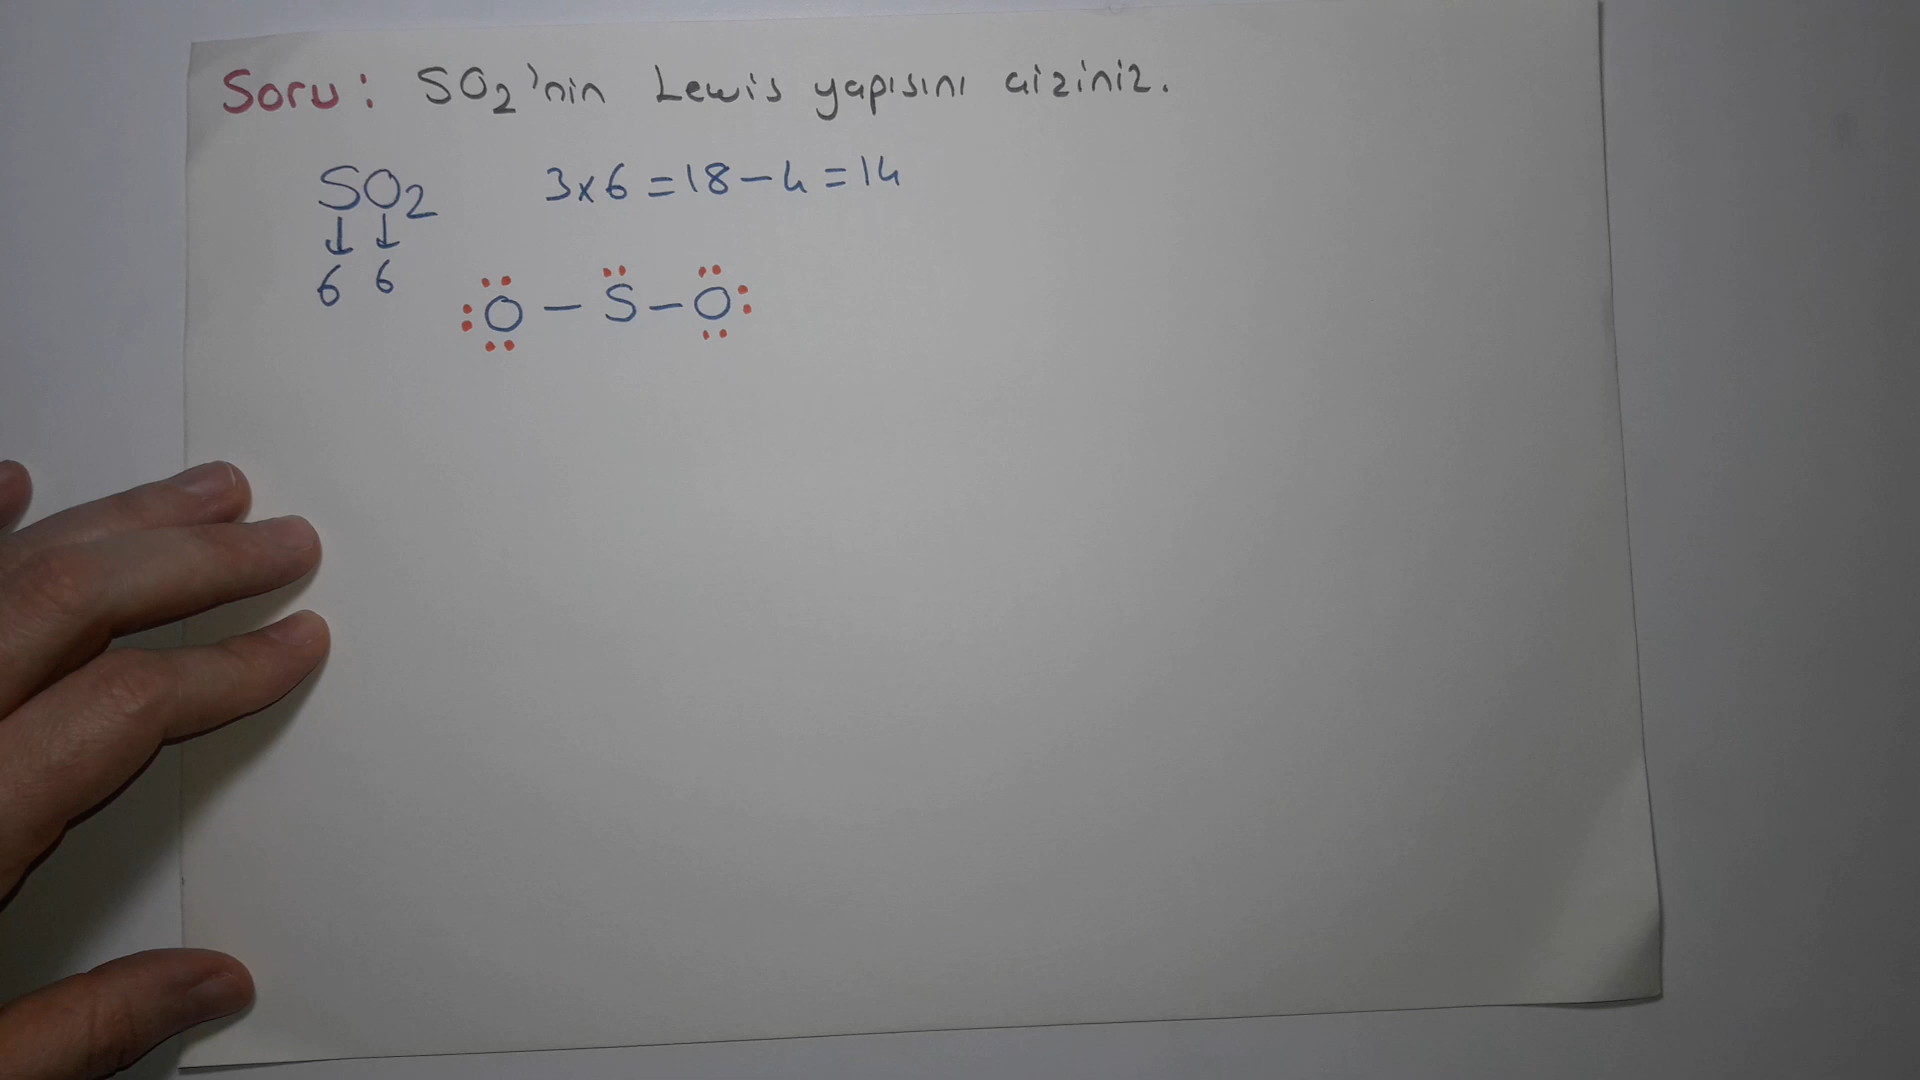 Soru: SO₂'nin Lewis yapısını çiziniz.
SO₂ 3x6=18-4=14
↓ ↓
6 6
:Ö̤ - S̈ - Ö̤: